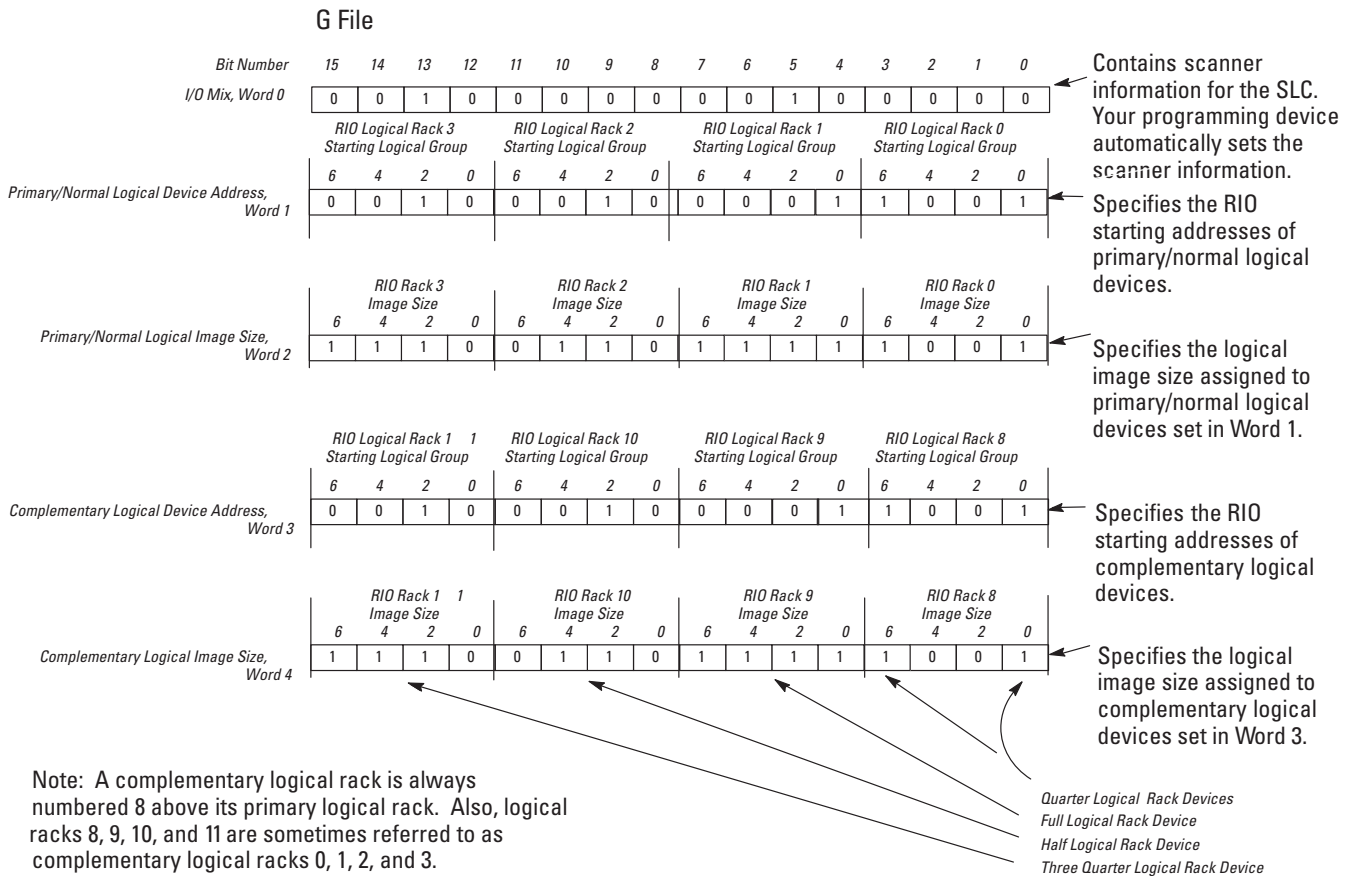 G File
Bit Number 15 14 13 12 11 10 9 8 7 6 5 4 3 2 1 0
I/O Mix, Word 0 0 0 1 0 0 0 0 0 0 0 1 0 0 0 0 0
Contains scanner
information for the SLC.
Your programming device
automatically sets the
scanner information.
RIO Logical Rack 3 RIO Logical Rack 2 RIO Logical Rack 1 RIO Logical Rack 0
Starting Logical Group Starting Logical Group Starting Logical Group Starting Logical Group
6 4 2 0 6 4 2 0 6 4 2 0 6 4 2 0
Primary/Normal Logical Device Address,
Word 1
0 0 1 0 0 0 1 0 0 0 0 1 1 0 0 1
Specifies the RIO
starting addresses of
primary/normal logical
devices.
RIO Rack 3 RIO Rack 2 RIO Rack 1 RIO Rack 0
Image Size Image Size Image Size Image Size
6 4 2 0 6 4 2 0 6 4 2 0 6 4 2 0
Primary/Normal Logical Image Size,
Word 2
1 1 1 0 0 1 1 0 1 1 1 1 1 0 0 1
Specifies the logical
image size assigned to
primary/normal logical
devices set in Word 1.
RIO Logical Rack 1 1 RIO Logical Rack 10 RIO Logical Rack 9 RIO Logical Rack 8
Starting Logical Group Starting Logical Group Starting Logical Group Starting Logical Group
6 4 2 0 6 4 2 0 6 4 2 0 6 4 2 0
Complementary Logical Device Address,
Word 3
0 0 1 0 0 0 1 0 0 0 0 1 1 0 0 1
Specifies the RIO
starting addresses of
complementary logical
devices.
RIO Rack 1 1 RIO Rack 10 RIO Rack 9 RIO Rack 8
Image Size Image Size Image Size Image Size
6 4 2 0 6 4 2 0 6 4 2 0 6 4 2 0
Complementary Logical Image Size,
Word 4
1 1 1 0 0 1 1 0 1 1 1 1 1 0 0 1
Specifies the logical
image size assigned to
complementary logical
devices set in Word 3.
Note: A complementary logical rack is always
numbered 8 above its primary logical rack. Also, logical
racks 8, 9, 10, and 11 are sometimes referred to as
complementary logical racks 0, 1, 2, and 3.
Quarter Logical Rack Devices
Full Logical Rack Device
Half Logical Rack Device
Three Quarter Logical Rack Device